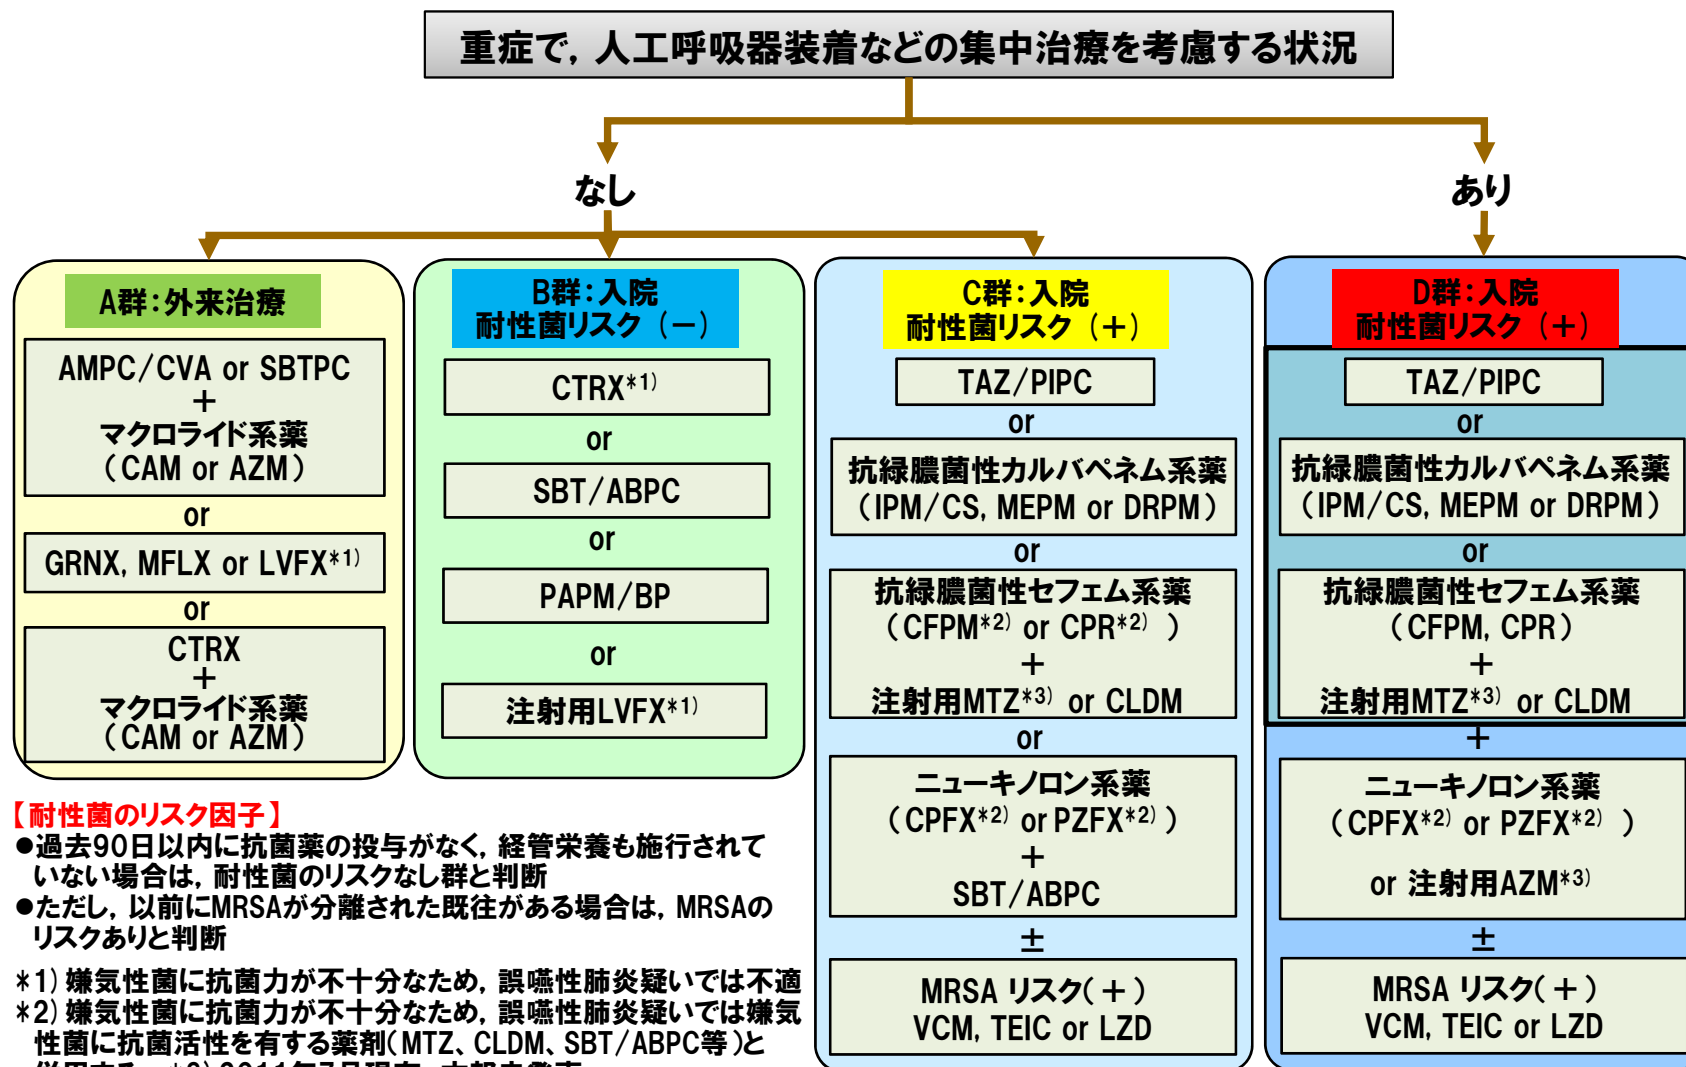 重症で，人工呼吸器装着などの集中治療を考慮する状況
なし
あり
A群：外来治療
AMPC/CVA or SBTPC
＋
マクロライド系薬
（CAM or AZM）
or
GRNX, MFLX or LVFX*1)
or
CTRX
＋
マクロライド系薬
（CAM or AZM）
B群：入院
耐性菌リスク（－）
CTRX*1)
or
SBT/ABPC
or
PAPM/BP
or
注射用LVFX*1)
C群：入院
耐性菌リスク（＋）
TAZ/PIPC
or
抗緑膿菌性カルバペネム系薬
（IPM/CS, MEPM or DRPM）
or
抗緑膿菌性セフェム系薬
（CFPM*2) or CPR*2) ）
＋
注射用MTZ*3) or CLDM
or
ニューキノロン系薬
（CPFX*2) or PZFX*2) ）
＋
SBT/ABPC
±
MRSA リスク（＋）
VCM, TEIC or LZD
D群：入院
耐性菌リスク（＋）
TAZ/PIPC
or
抗緑膿菌性カルバペネム系薬
（IPM/CS, MEPM or DRPM）
or
抗緑膿菌性セフェム系薬
（CFPM, CPR）
＋
注射用MTZ*3) or CLDM
＋
ニューキノロン系薬
（CPFX*2) or PZFX*2) ）
or 注射用AZM*3)
±
MRSA リスク（＋）
VCM, TEIC or LZD
【耐性菌のリスク因子】
●過去90日以内に抗菌薬の投与がなく，経管栄養も施行されて
いない場合は，耐性菌のリスクなし群と判断
●ただし，以前にMRSAが分離された既往がある場合は，MRSAの
リスクありと判断
*1）嫌気性菌に抗菌力が不十分なため，誤嚥性肺炎疑いでは不適
*2）嫌気性菌に抗菌力が不十分なため，誤嚥性肺炎疑いでは嫌気
性菌に抗菌活性を有する薬剤（MTZ、CLDM、SBT/ABPC等）と